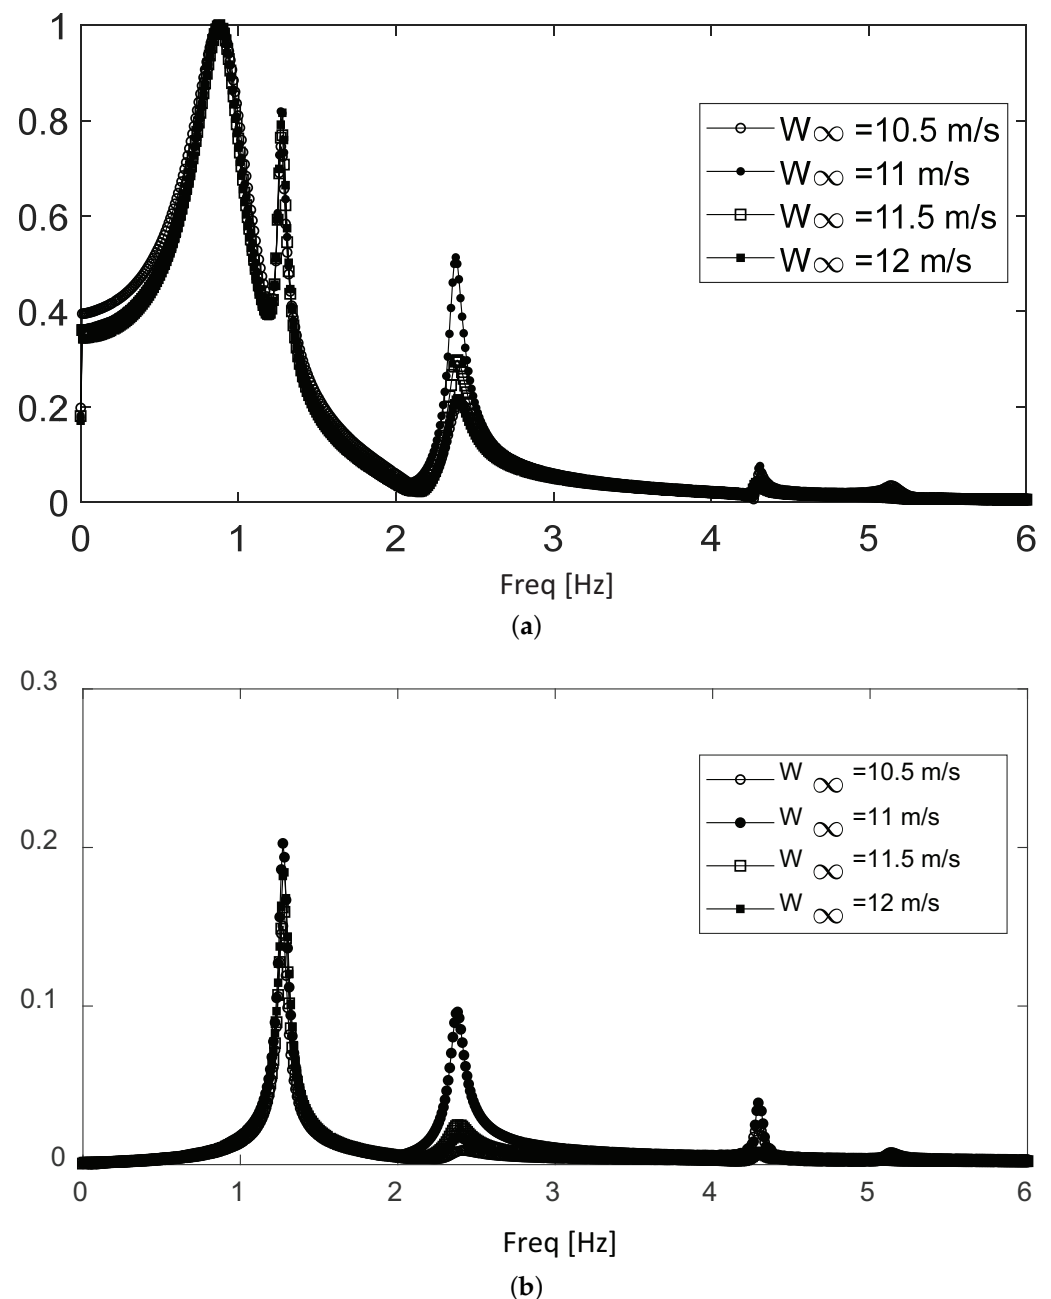 1
0.8
0.6
0.4
0.2
0
0 1 2 3 4 5 6
W∞ =10.5 m/s
W∞ =11 m/s
W∞ =11.5 m/s
W∞ =12 m/s
Freq [Hz]
(a)
0.3
0.2
0.1
0
0 1 2 3 4 5 6
W ∞ =10.5 m/s
W ∞ =11 m/s
W ∞ =11.5 m/s
W ∞ =12 m/s
Freq [Hz]
(b)